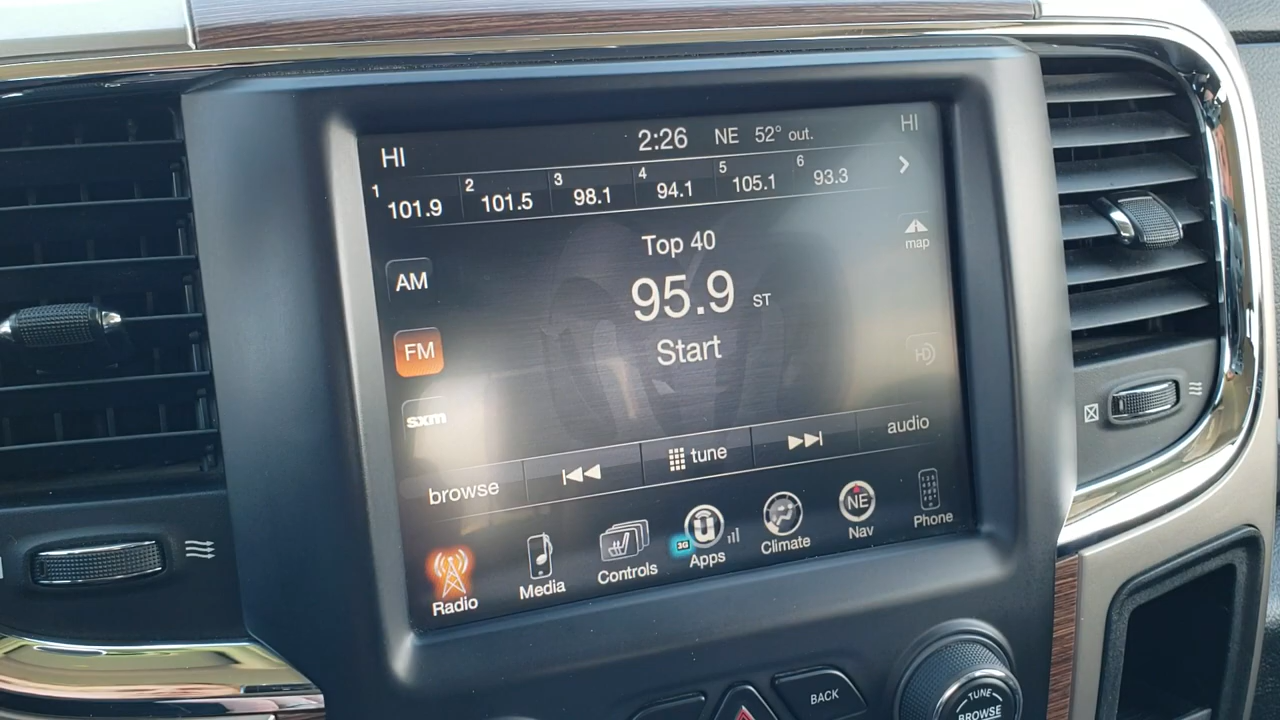 HI 2:26 NE 52° out. HI
1 101.9 2 101.5 3 98.1 4 94.1 5 105.1 6 93.3
Top 40
map
AM
95.9 ST
FM
Start
HD
sxm
browse tune audio
Radio Media Controls 3G Apps Climate NE Nav Phone
BACK
TUNE
BROWSE